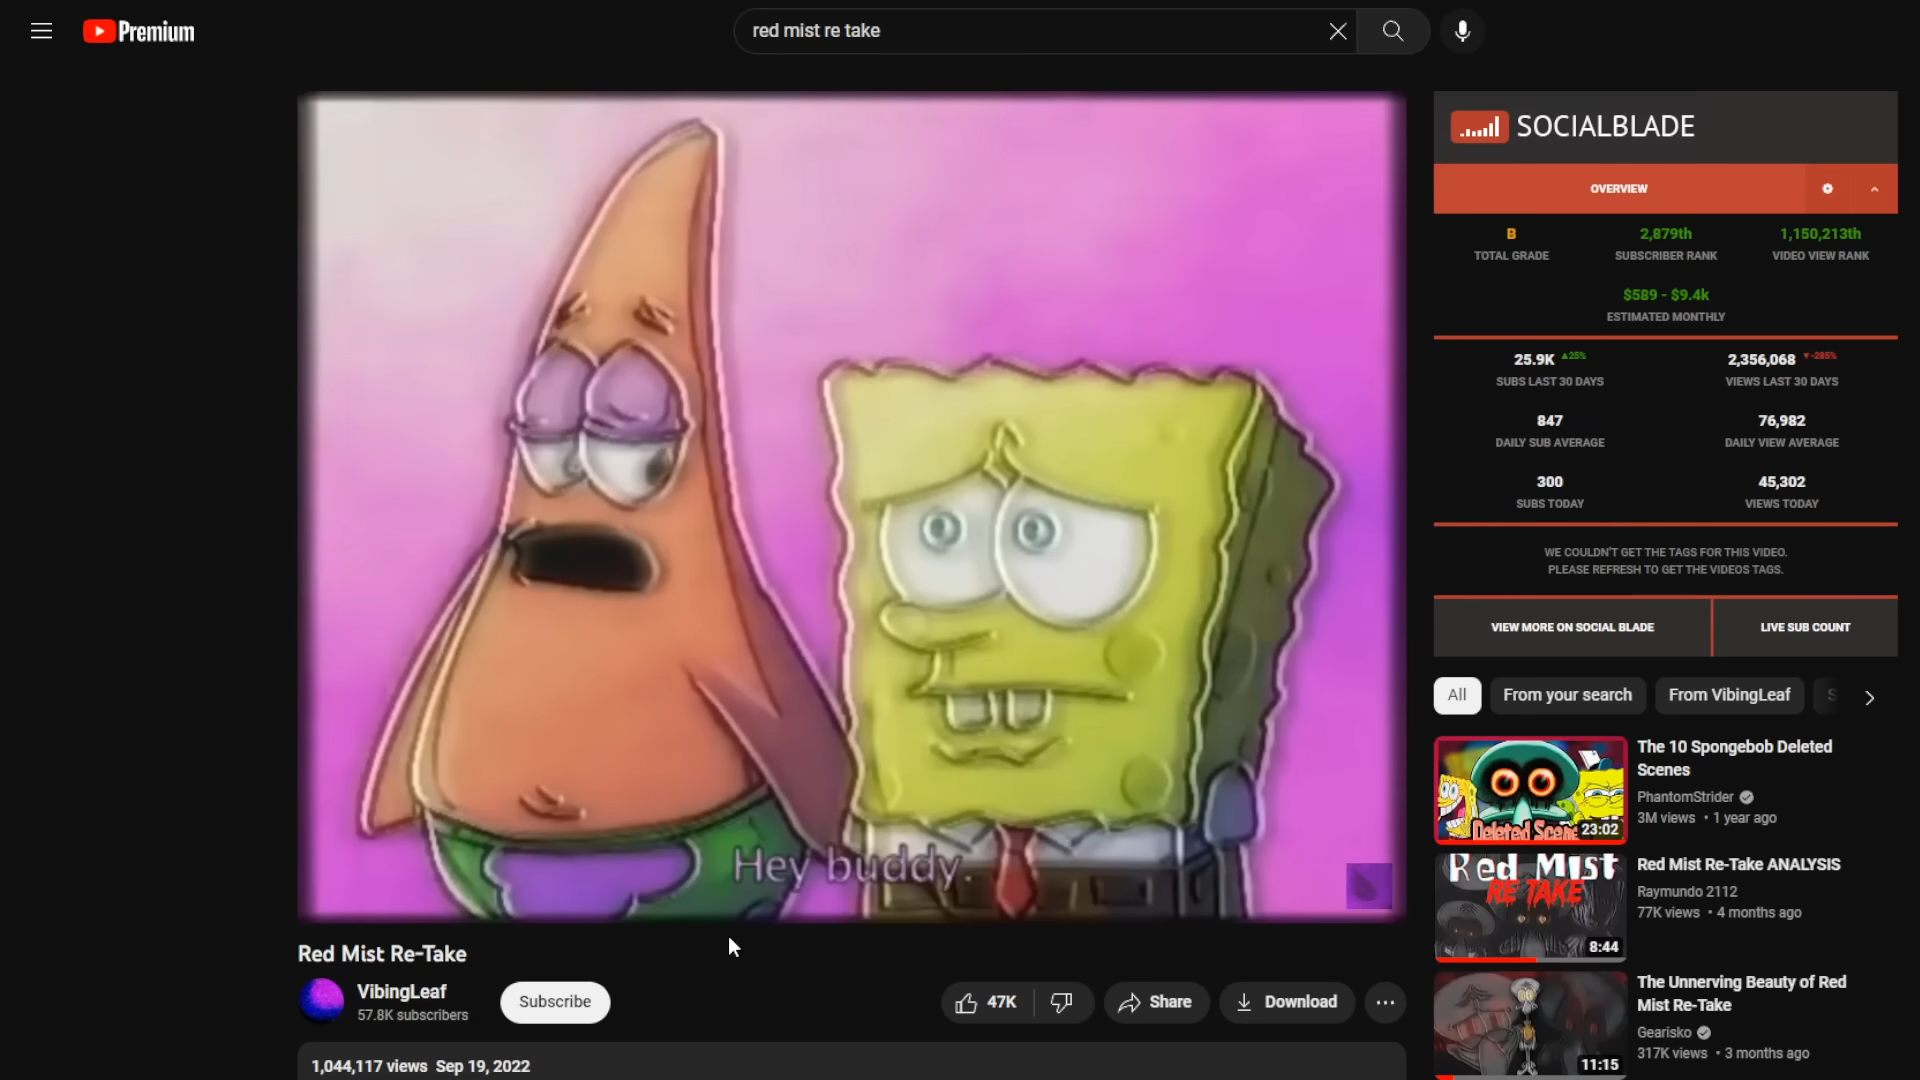 Premium
red mist re take
Hey buddy.
Red Mist Re-Take
VibingLeaf
57.8K subscribers
Subscribe
47K
Share
Download
1,044,117 views Sep 19, 2022
SOCIALBLADE
OVERVIEW
B
TOTAL GRADE
2,879th
SUBSCRIBER RANK
1,150,213th
VIDEO VIEW RANK
$589 - $9.4k
ESTIMATED MONTHLY
25.9K ▲25%
SUBS LAST 30 DAYS
2,356,068 ▼-285%
VIEWS LAST 30 DAYS
847
DAILY SUB AVERAGE
76,982
DAILY VIEW AVERAGE
300
SUBS TODAY
45,302
VIEWS TODAY
WE COULDN'T GET THE TAGS FOR THIS VIDEO.
PLEASE REFRESH TO GET THE VIDEOS TAGS.
VIEW MORE ON SOCIAL BLADE
LIVE SUB COUNT
All
From your search
From VibingLeaf
S
Deleted Scene
23:02
The 10 Spongebob Deleted
Scenes
PhantomStrider
3M views • 1 year ago
Red Mist
RE TAKE
8:44
Red Mist Re-Take ANALYSIS
Raymundo 2112
77K views • 4 months ago
11:15
The Unnerving Beauty of Red
Mist Re-Take
Gearisko
317K views • 3 months ago